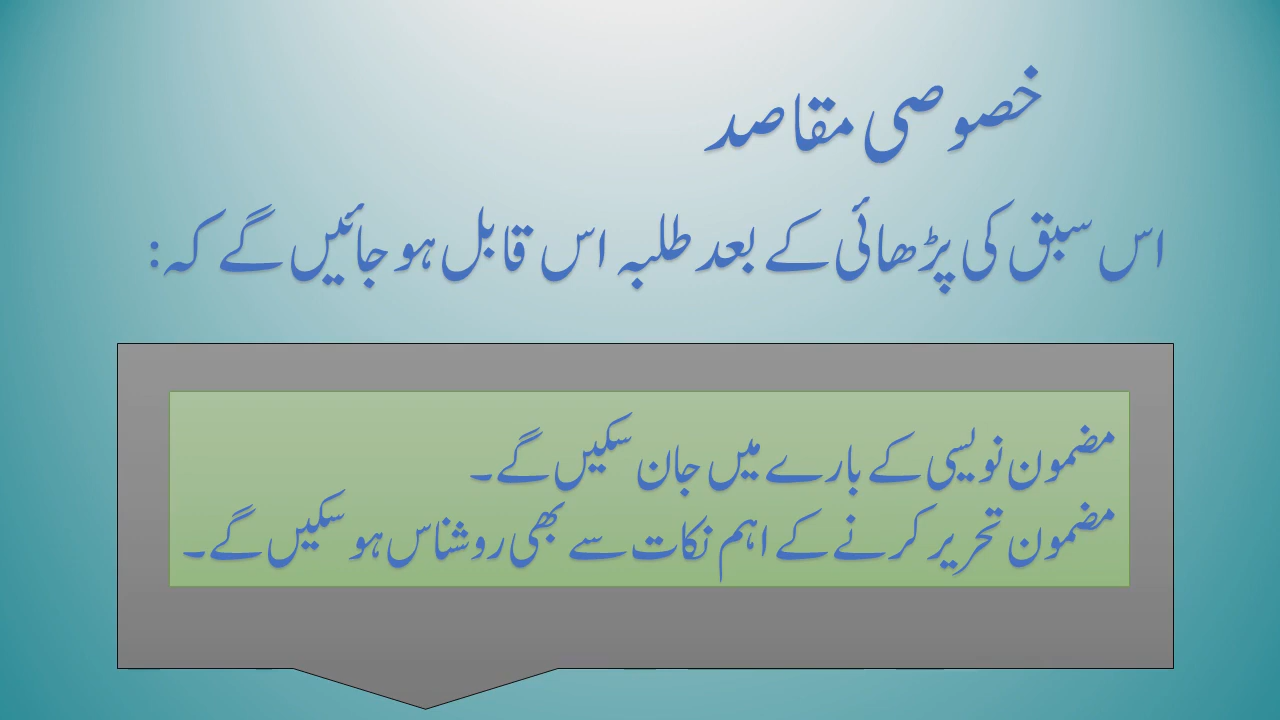 خصوصی مقاصد
اس سبق کی پڑھائی کے بعد طلبہ اس قابل ہو جائیں گے کہ:
مضمون نویسی کے بارے میں جان سکیں گے۔
مضمون تحریر کرنے کے اہم نکات سے بھی روشناس ہو سکیں گے۔